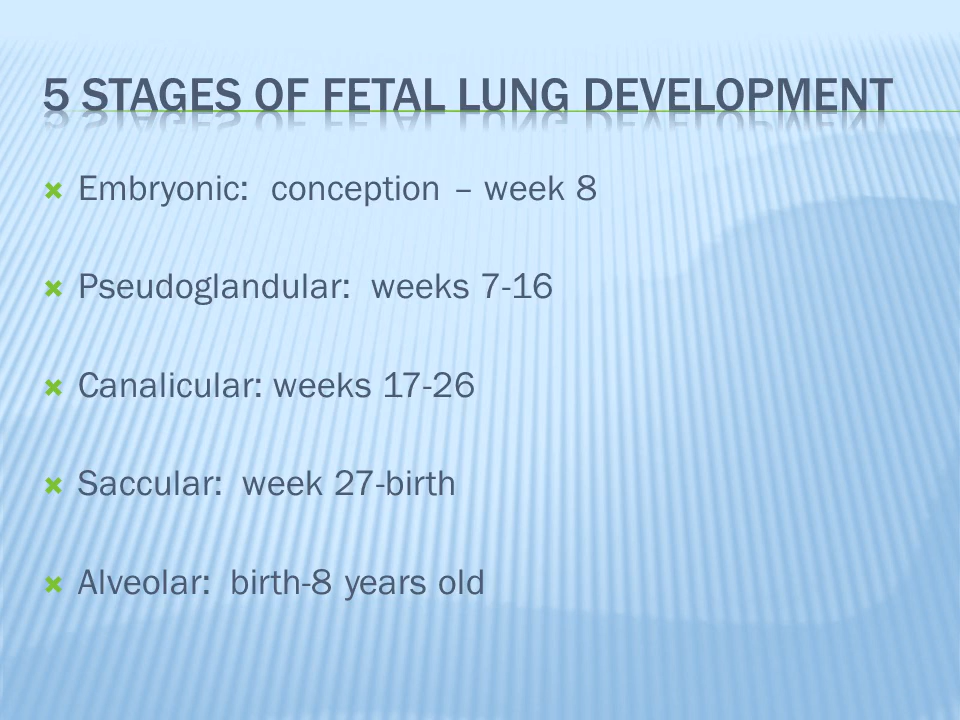 5 STAGES OF FETAL LUNG DEVELOPMENT
Embryonic:  conception – week 8
Pseudoglandular:  weeks 7-16
Canalicular: weeks 17-26
Saccular:  week 27-birth
Alveolar:  birth-8 years old